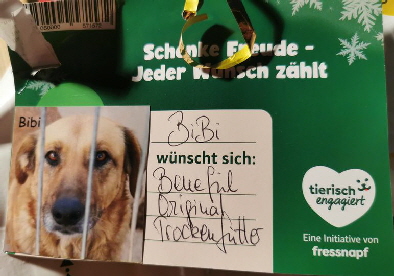 Schenke Freude -
Jeder Wunsch zählt
Bibi
BiBi
wünscht sich:
Benefil
Original
Trockenfutter
tierisch
engagiert
Eine Initiative von
fressnapf